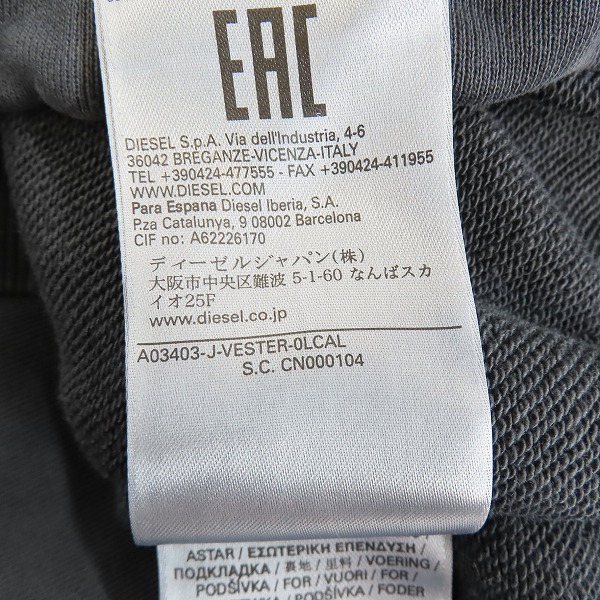 EAC
DIESEL S.p.A. Via dell'Industria, 4-6
36042 BREGANZE-VICENZA-ITALY
TEL +390424-477555 - FAX +390424-411955
WWW.DIESEL.COM
Para Espana Diesel Iberia, S.A.
P.za Catalunya, 9 08002 Barcelona
CIF no: A62226170
ディーゼルジャパン(株)
大阪市中央区難波 5-1-60 なんばスカ
イオ25F
www.diesel.co.jp
A03403-J-VESTER-0LCAL
S.C. CN000104
ASTAR / ΕΣΩΤΕΡΙΚΗ ΕΠΕΝΔΥΣΗ /
ПОДКЛАДКА / 裏地 / 里料 / VOERING /
PODŠÍVKA / FOR / VUORI / FOR /
PODŠÍVKA / FORRO / FODER